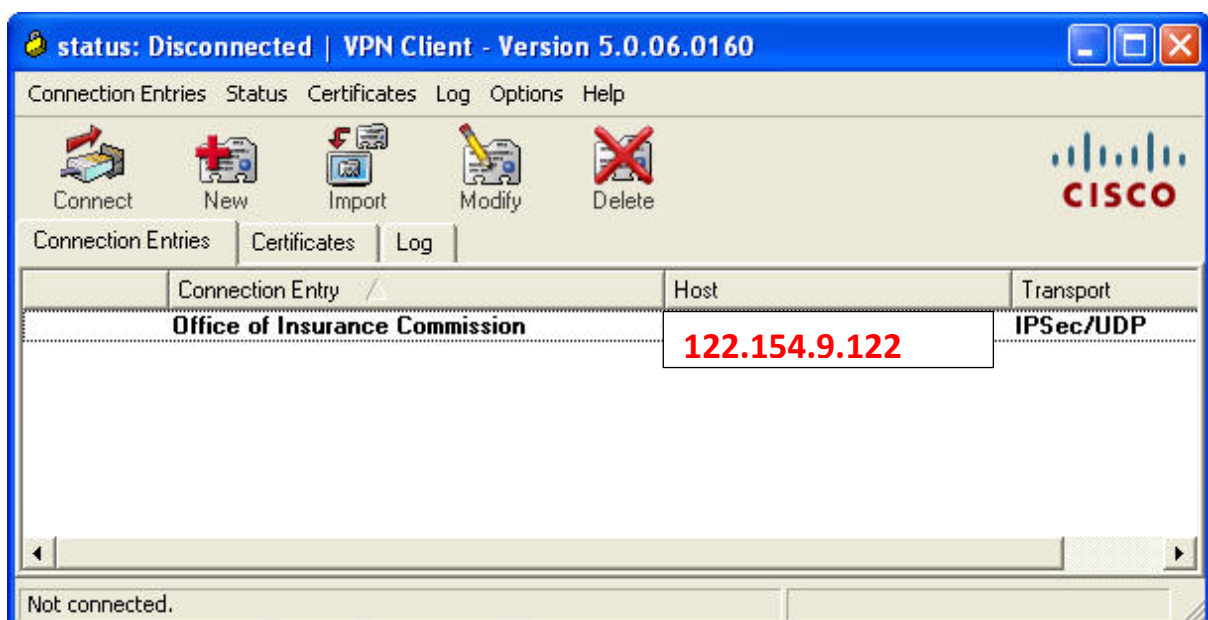 status: Disconnected | VPN Client - Version 5.0.06.0160
Connection Entries Status Certificates Log Options Help
Connect New Import Modify Delete
CISCO
Connection Entries Certificates Log
Connection Entry Host Transport
Office of Insurance Commission 122.154.9.122 IPSec/UDP
Not connected.